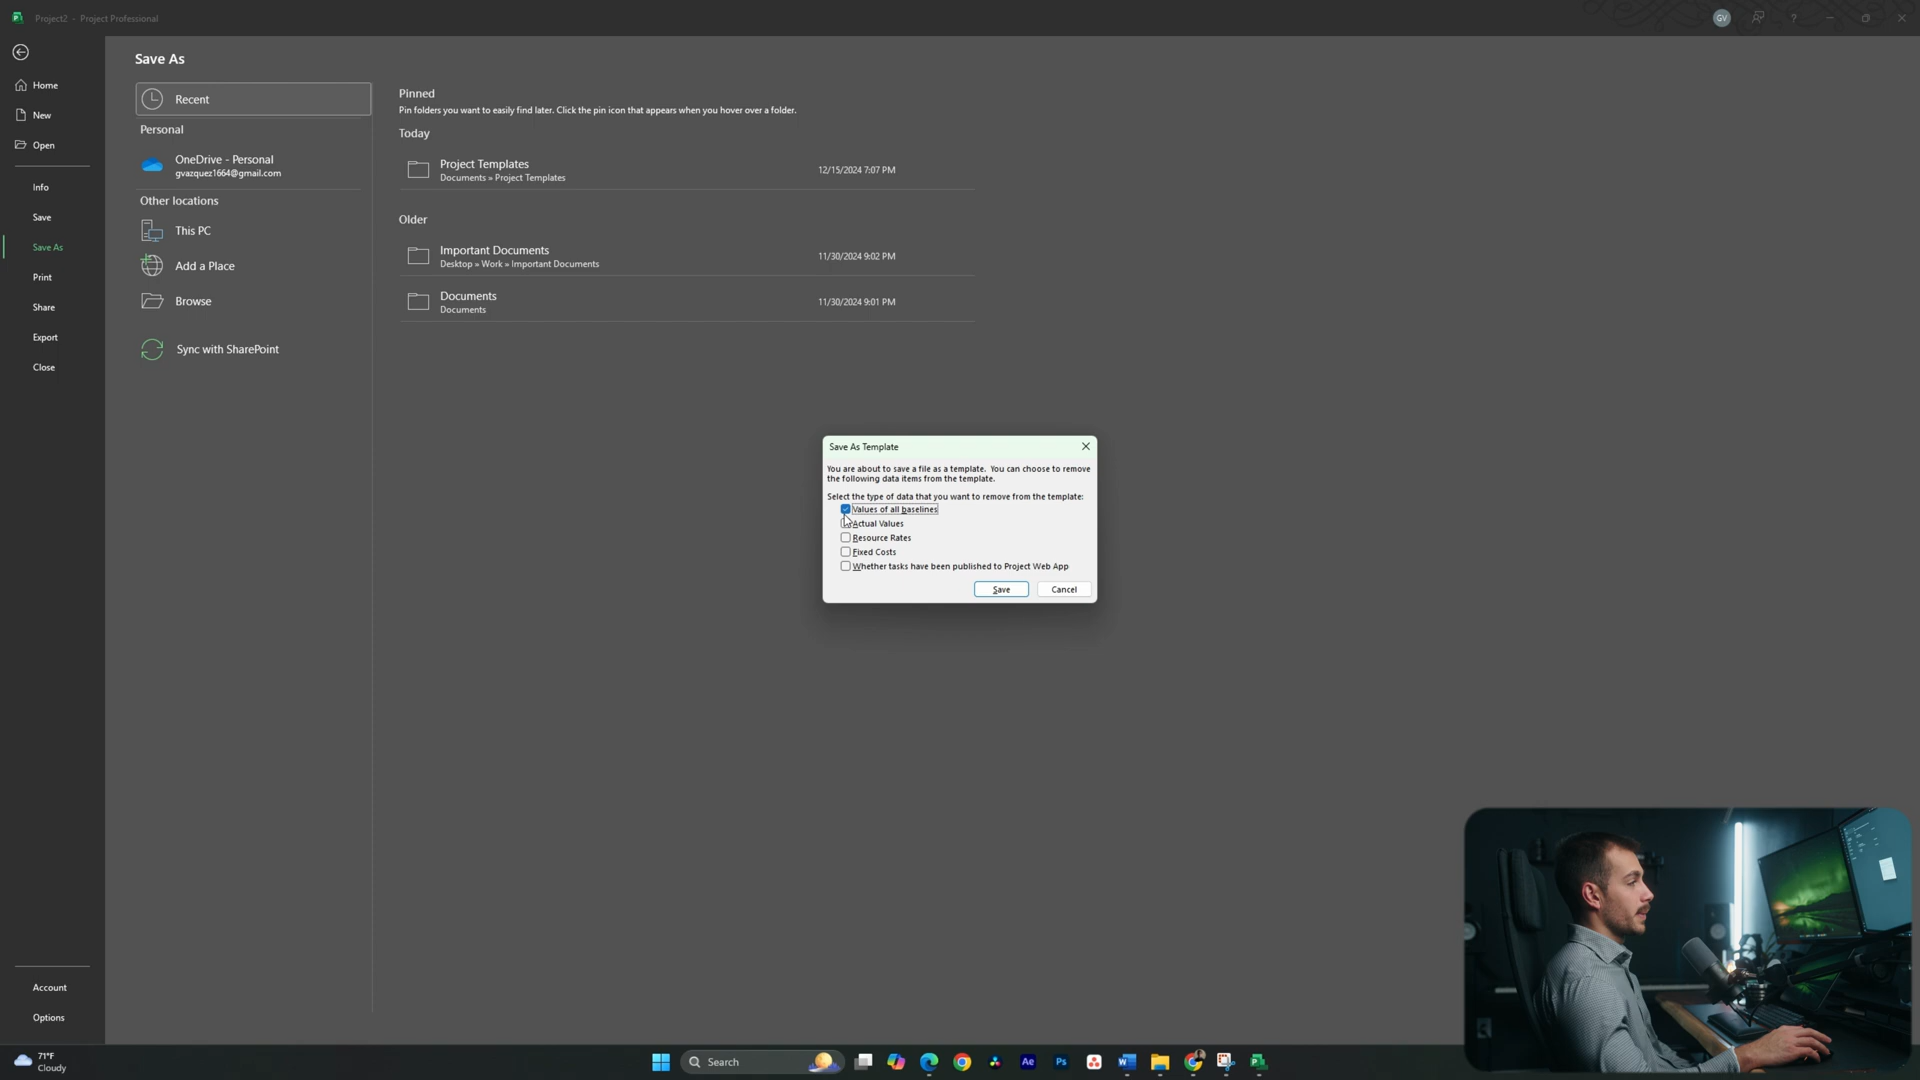 Project2 - Project Professional
GV
?
Save As
Home
New
Open
Info
Save
Save As
Print
Share
Export
Close
Account
Options
Recent
Personal
OneDrive - Personal
gvazquez1664@gmail.com
Other locations
This PC
Add a Place
Browse
Sync with SharePoint
Pinned
Pin folders you want to easily find later. Click the pin icon that appears when you hover over a folder.
Today
Project Templates
Documents » Project Templates
12/15/2024 7:07 PM
Older
Important Documents
Desktop » Work » Important Documents
11/30/2024 9:02 PM
Documents
Documents
11/30/2024 9:01 PM
Save As Template
You are about to save a file as a template. You can choose to remove
the following data items from the template.
Select the type of data that you want to remove from the template:
Values of all baselines
Actual Values
Resource Rates
Fixed Costs
Whether tasks have been published to Project Web App
Save
Cancel
71°F
Cloudy
Search
Ae
Ps